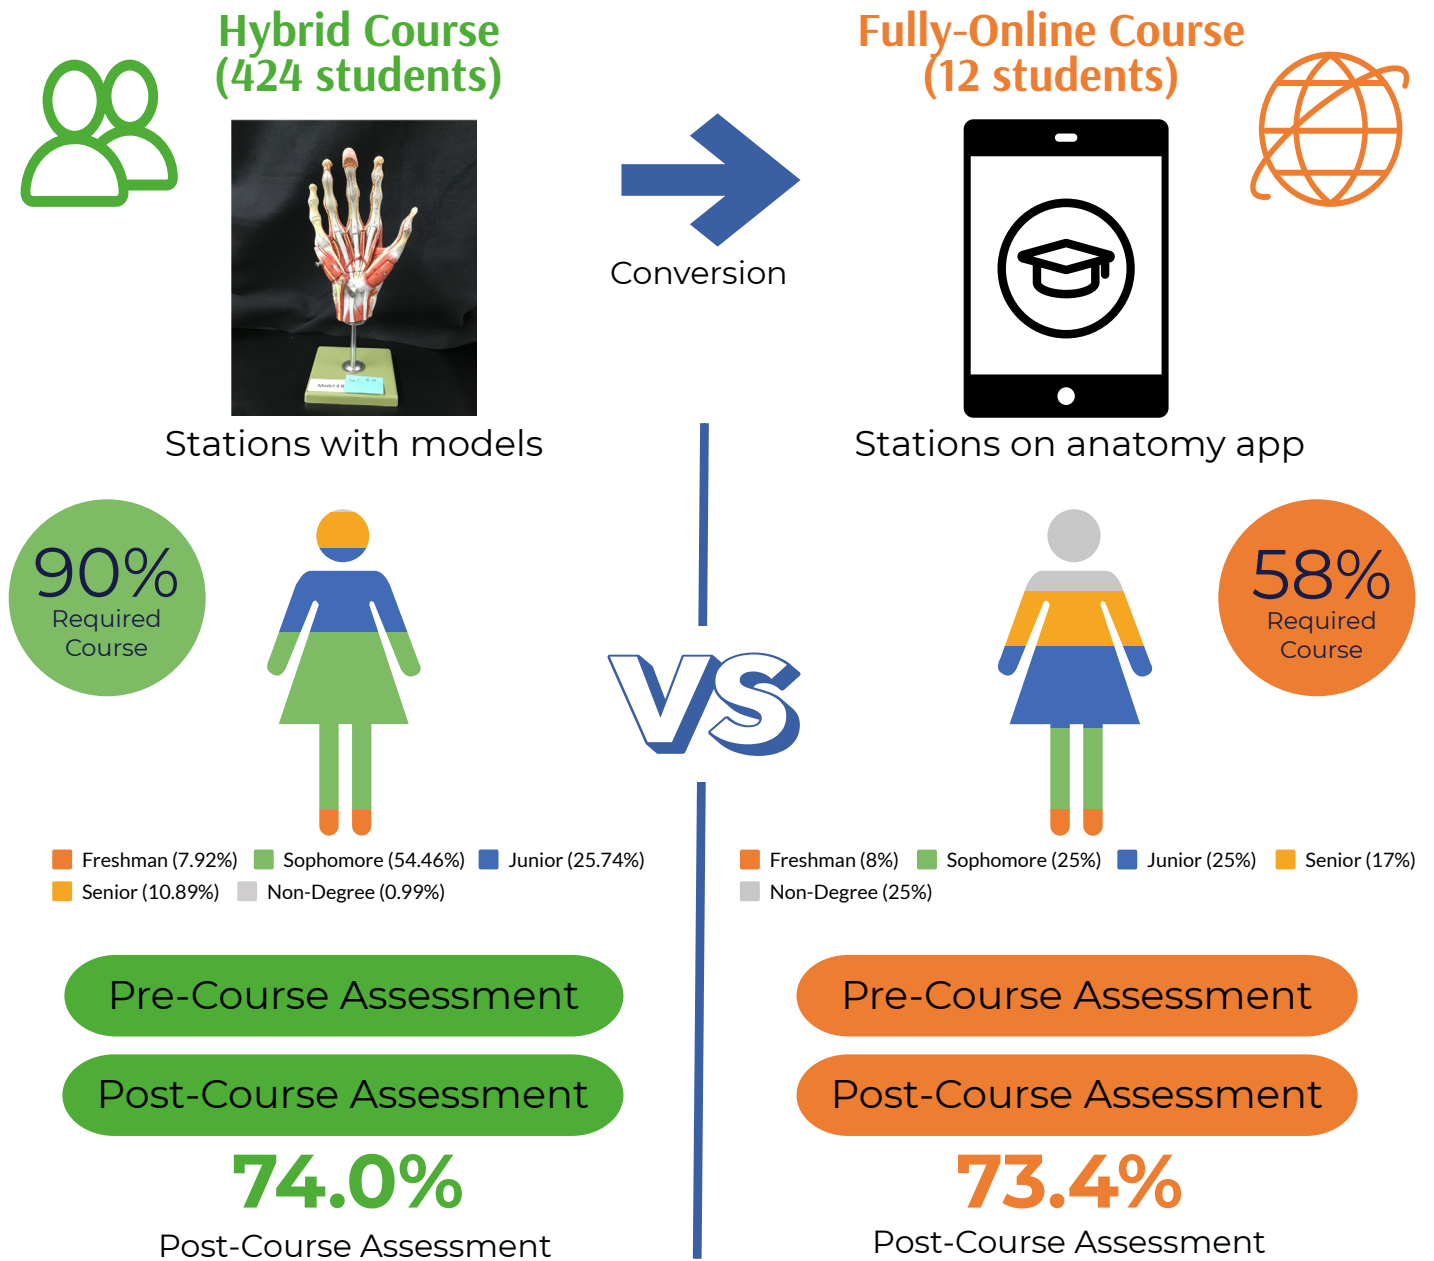 Hybrid Course
(424 students)
Fully-Online Course
(12 students)
Conversion
Stations with models
Stations on anatomy app
90%
Required
Course
58%
Required
Course
VS
Freshman (7.92%)
Sophomore (54.46%)
Junior (25.74%)
Senior (10.89%)
Non-Degree (0.99%)
Freshman (8%)
Sophomore (25%)
Junior (25%)
Senior (17%)
Non-Degree (25%)
Pre-Course Assessment
Post-Course Assessment
74.0%
Post-Course Assessment
Pre-Course Assessment
Post-Course Assessment
73.4%
Post-Course Assessment